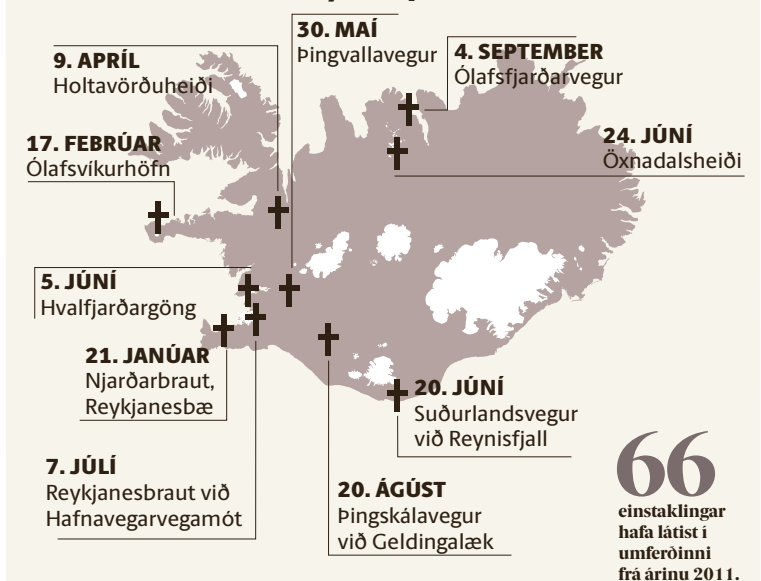 30. MAÍ
Þingvallavegur
9. APRÍL
Holtavörðuheiði
4. SEPTEMBER
Ólafsfjarðarvegur
17. FEBRÚAR
Ólafsvíkurhöfn
24. JÚNÍ
Öxnadalsheiði
5. JÚNÍ
Hvalfjarðargöng
21. JANÚAR
Njarðarbraut,
Reykjanesbæ
20. JÚNÍ
Suðurlandsvegur
við Reynisfjall
7. JÚLÍ
Reykjanesbraut við
Hafnavegarvegamót
20. ÁGÚST
Þingskálavegur
við Geldingalæk
66
einstaklingar
hafa látist í
umferðinni
frá árinu 2011.